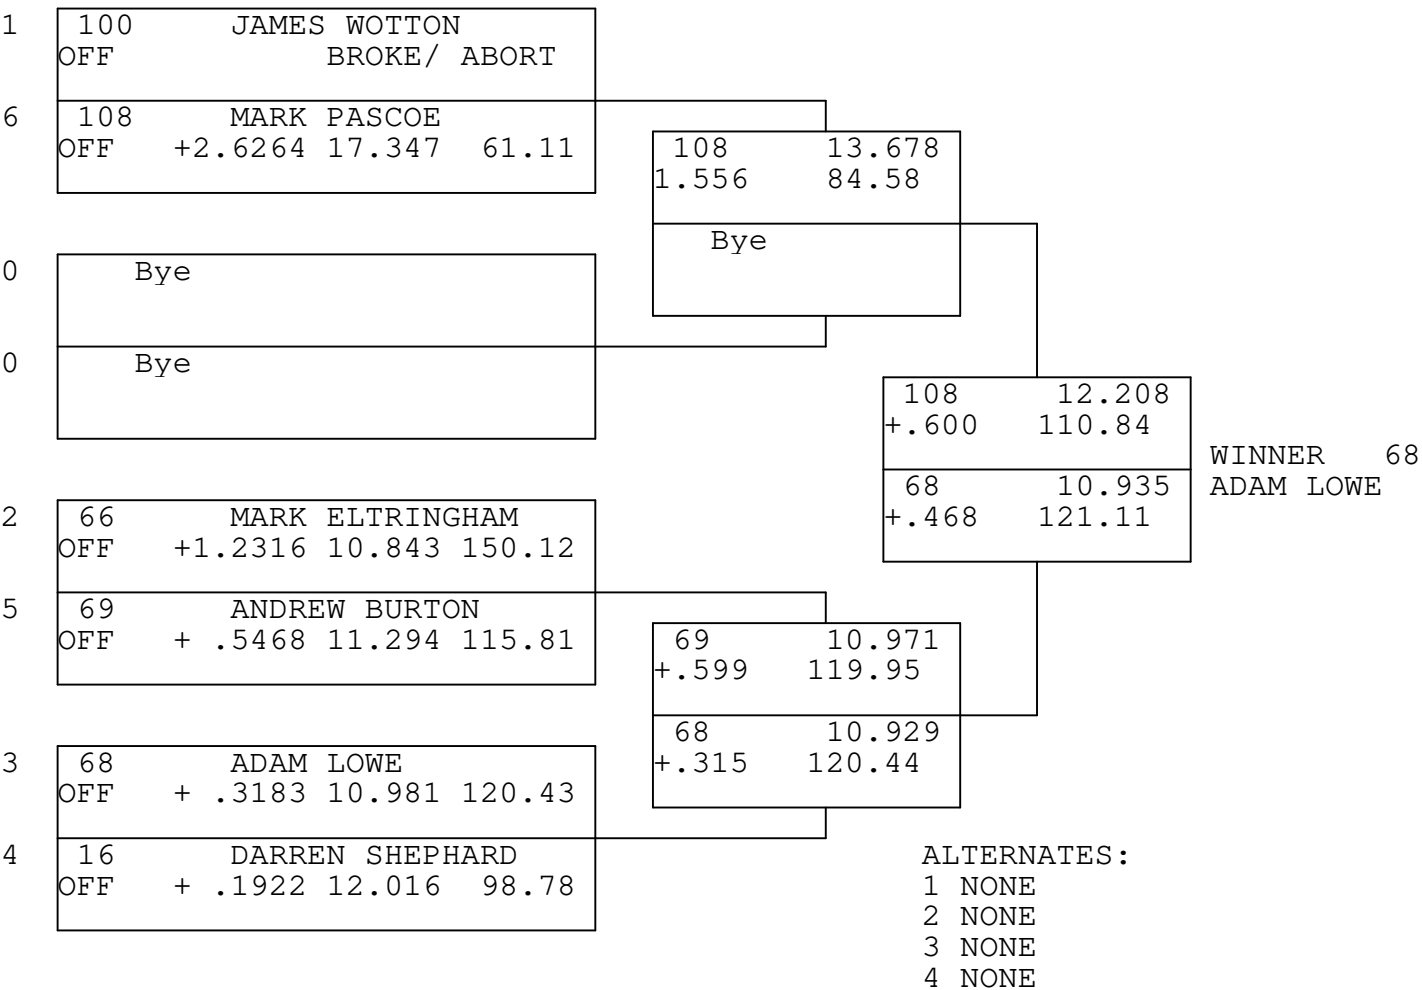 1 100 JAMES WOTTON
OFF BROKE/ ABORT
6 108 MARK PASCOE
OFF +2.6264 17.347 61.11
108 13.678
1.556 84.58
Bye
0 Bye
0 Bye
108 12.208
+.600 110.84
68 10.935
+.468 121.11
WINNER 68
ADAM LOWE
2 66 MARK ELTRINGHAM
OFF +1.2316 10.843 150.12
5 69 ANDREW BURTON
OFF + .5468 11.294 115.81
69 10.971
+.599 119.95
68 10.929
+.315 120.44
3 68 ADAM LOWE
OFF + .3183 10.981 120.43
4 16 DARREN SHEPHARD
OFF + .1922 12.016 98.78
ALTERNATES:
1 NONE
2 NONE
3 NONE
4 NONE